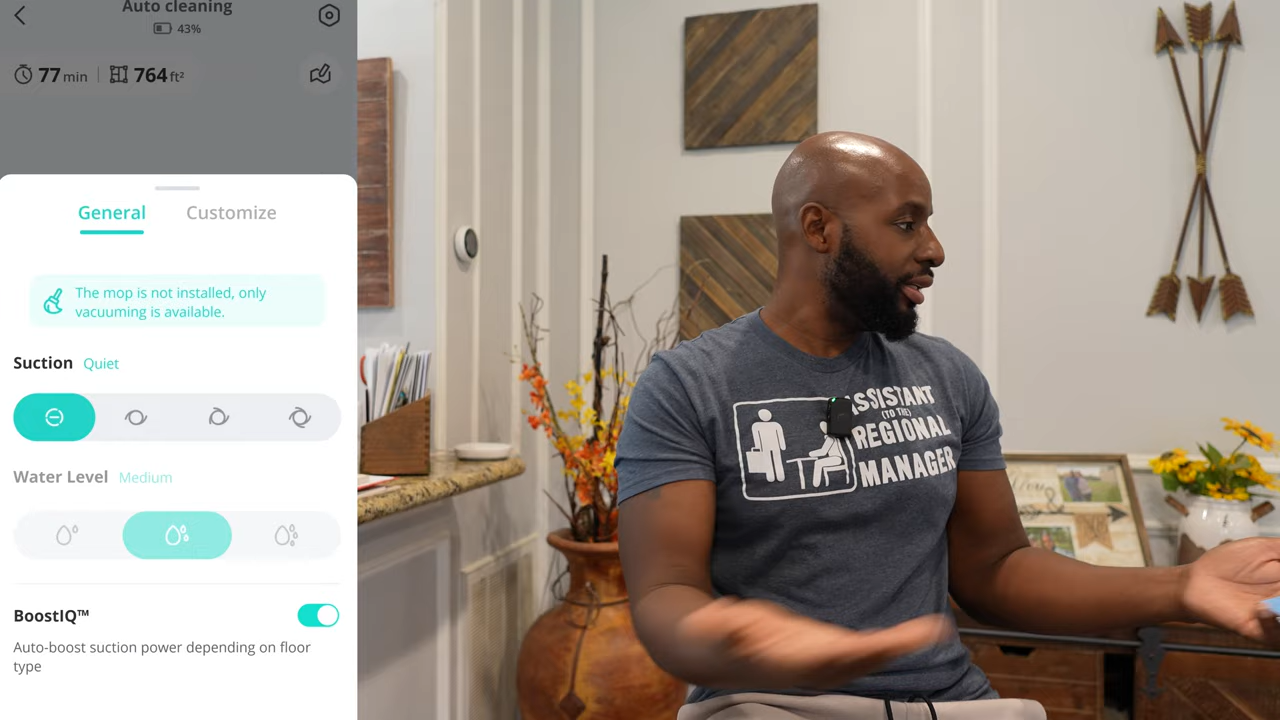 Auto cleaning
43%
77 min
764 ft²
General
Customize
The mop is not installed, only
vacuuming is available.
Suction Quiet
Water Level Medium
BoostIQ™
Auto-boost suction power depending on floor
type
ASSISTANT
(TO THE)
REGIONAL
MANAGER